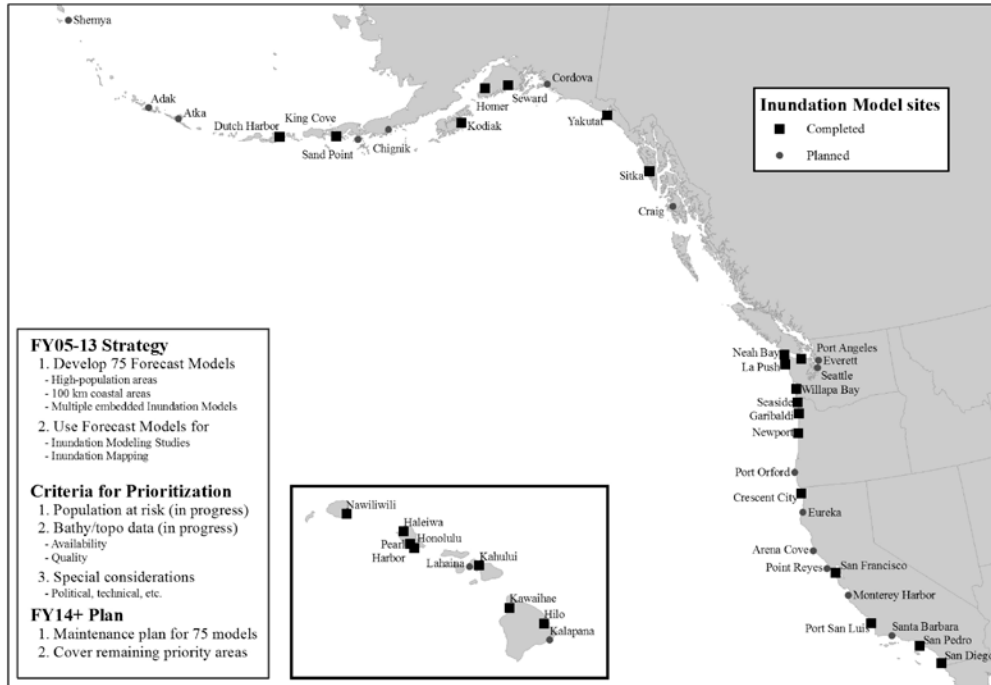 Shemya
Adak
Atka
Dutch Harbor
King Cove
Sand Point
Chignik
Kodiak
Homer
Seward
Cordova
Yakutat
Sitka
Craig
Inundation Model sites
Completed
Planned
Neah Bay
La Push
Port Angeles
Everett
Seattle
Willapa Bay
Seaside
Garibaldi
Newport
Port Orford
Crescent City
Eureka
Arena Cove
Point Reyes
San Francisco
Monterey Harbor
Port San Luis
Santa Barbara
San Pedro
San Diego
FY05-13 Strategy
1. Develop 75 Forecast Models
- High-population areas
- 100 km coastal areas
- Multiple embedded Inundation Models
2. Use Forecast Models for
- Inundation Modeling Studies
- Inundation Mapping
Criteria for Prioritization
1. Population at risk (in progress)
2. Bathy/topo data (in progress)
- Availability
- Quality
3. Special considerations
- Political, technical, etc.
FY14+ Plan
1. Maintenance plan for 75 models
2. Cover remaining priority areas
Nawiliwili
Haleiwa
Pearl
Harbor
Honolulu
Lahaina
Kahului
Kawaihae
Hilo
Kalapana